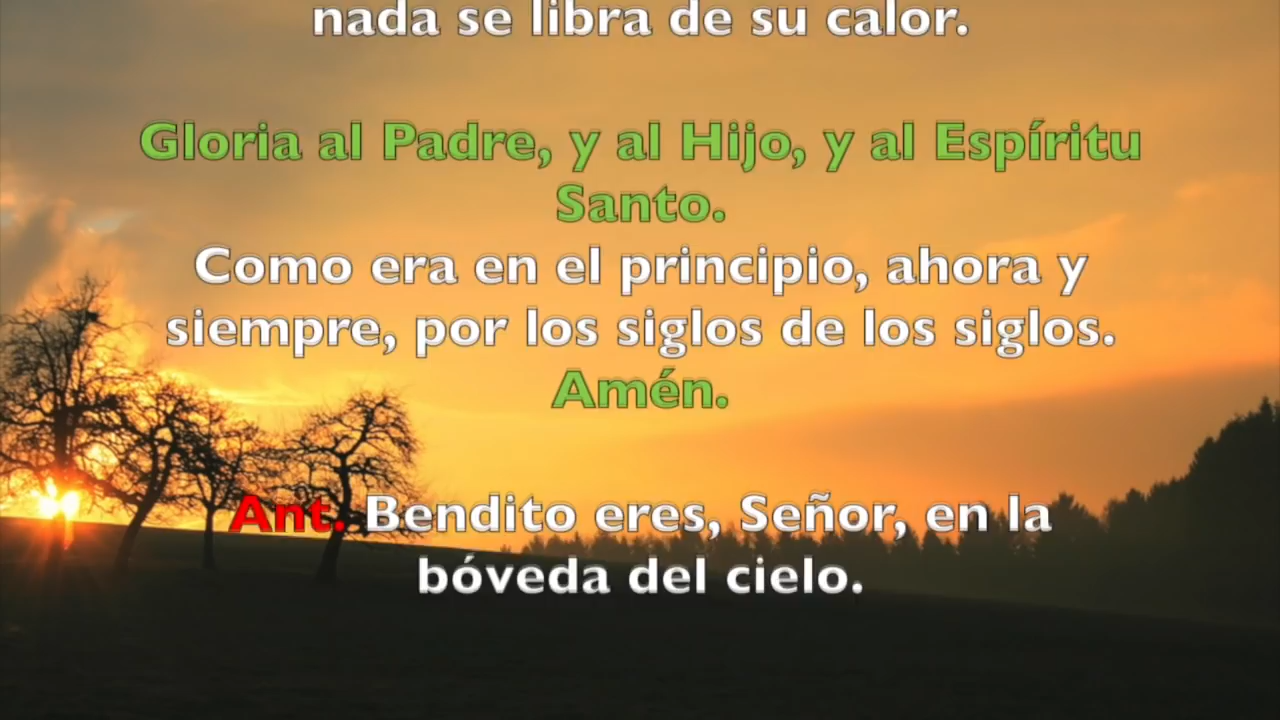 nada se libra de su calor.
Gloria al Padre, y al Hijo, y al Espíritu
Santo.
Como era en el principio, ahora y
siempre, por los siglos de los siglos.
Amén.
Ant. Bendito eres, Señor, en la
bóveda del cielo.